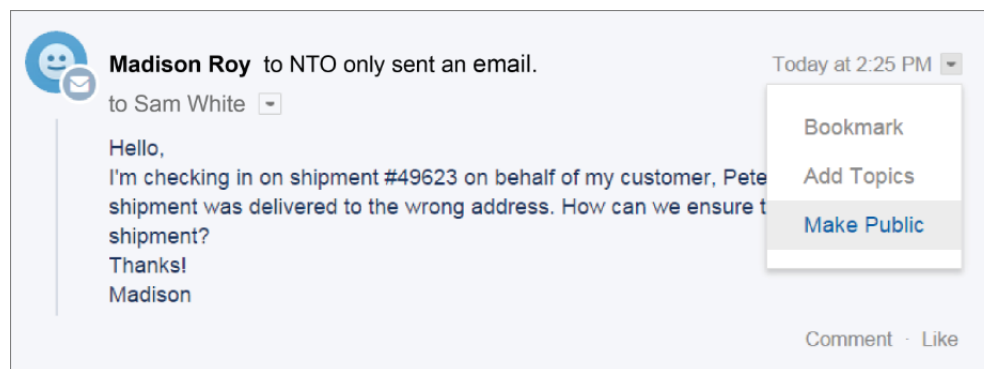 Madison Roy to NTO only sent an email.
Today at 2:25 PM
to Sam White
Hello,
I'm checking in on shipment #49623 on behalf of my customer, Pete
shipment was delivered to the wrong address. How can we ensure t
shipment?
Thanks!
Madison
Bookmark
Add Topics
Make Public
Comment · Like